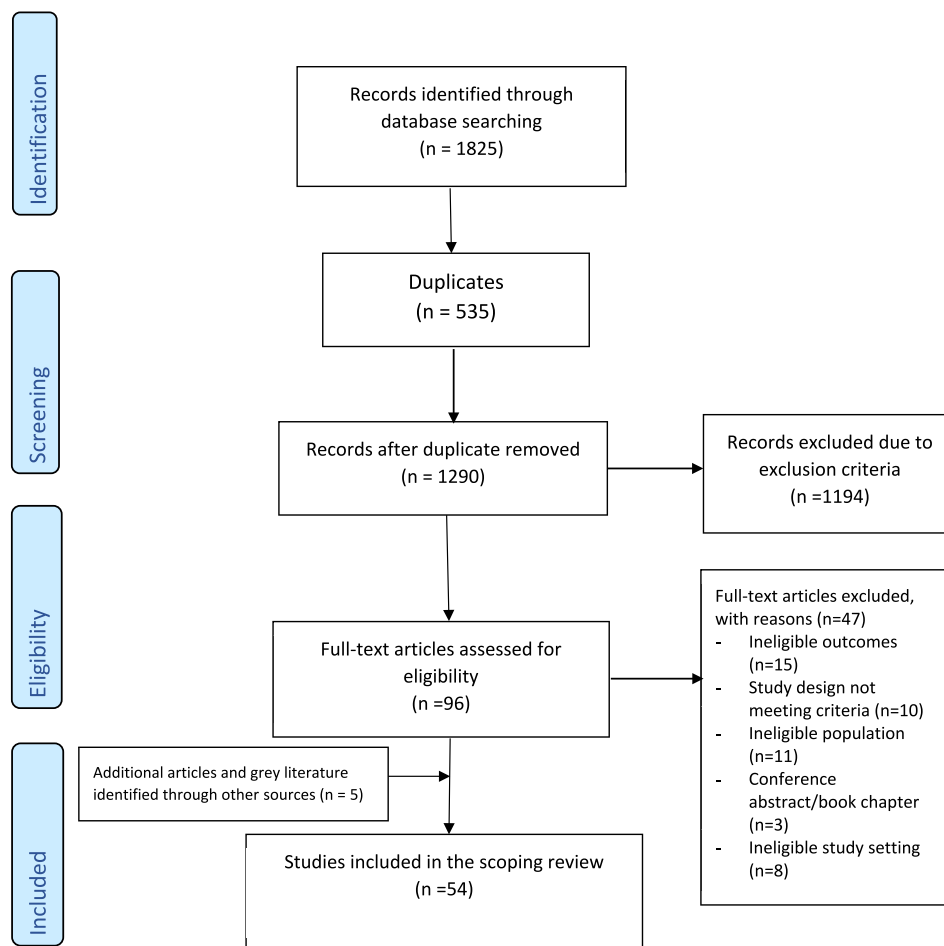 Identification
Records identified through
database searching
(n = 1825)
Screening
Duplicates
(n = 535)
Records after duplicate removed
(n = 1290)
Records excluded due to
exclusion criteria
(n =1194)
Eligibility
Full-text articles assessed for
eligibility
(n =96)
Full-text articles excluded,
with reasons (n=47)
- Ineligible outcomes
(n=15)
- Study design not
meeting criteria (n=10)
- Ineligible population
(n=11)
- Conference
abstract/book chapter
(n=3)
- Ineligible study setting
(n=8)
Included
Additional articles and grey literature
identified through other sources (n = 5)
Studies included in the scoping review
(n =54)